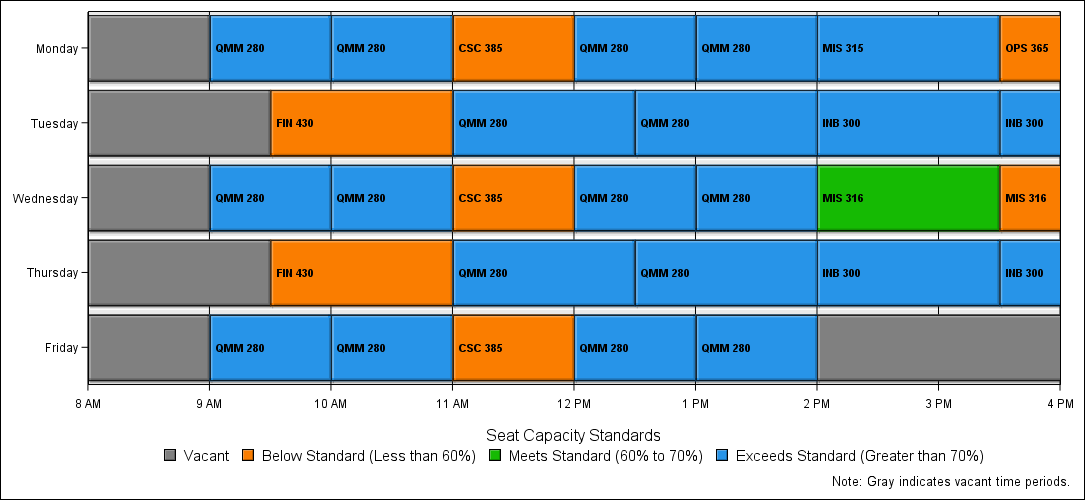 Monday QMM 280 QMM 280 CSC 385 QMM 280 QMM 280 MIS 315 OPS 365
Tuesday FIN 430 QMM 280 QMM 280 INB 300 INB 300
Wednesday QMM 280 QMM 280 CSC 385 QMM 280 QMM 280 MIS 316 MIS 316
Thursday FIN 430 QMM 280 QMM 280 INB 300 INB 300
Friday QMM 280 QMM 280 CSC 385 QMM 280 QMM 280
8 AM 9 AM 10 AM 11 AM 12 PM 1 PM 2 PM 3 PM 4 PM
Seat Capacity Standards
Vacant Below Standard (Less than 60%) Meets Standard (60% to 70%) Exceeds Standard (Greater than 70%)
Note: Gray indicates vacant time periods.